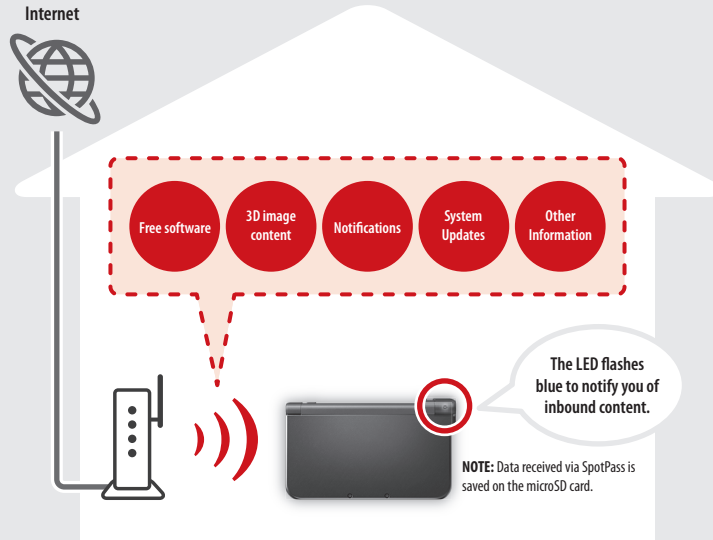 Internet
Free software
3D image
content
Notifications
System
Updates
Other
Information
The LED flashes
blue to notify you of
inbound content.
NOTE: Data received via SpotPass is
saved on the microSD card.